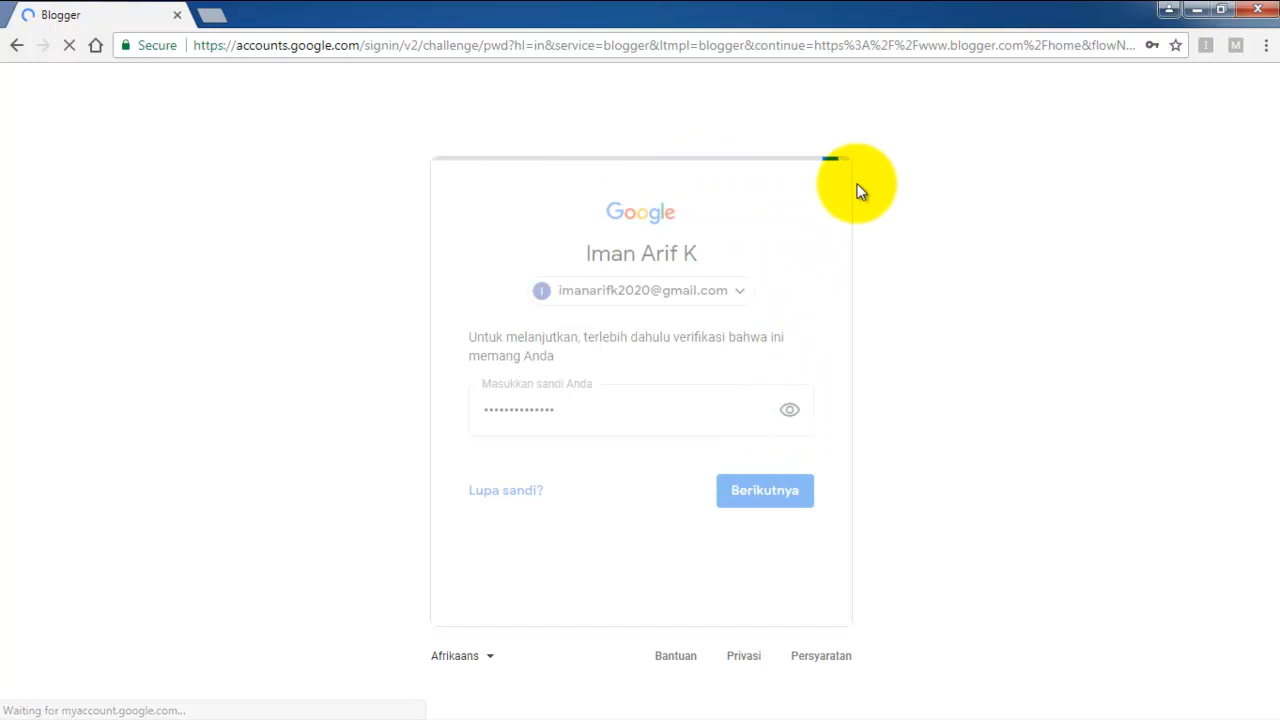 Blogger
Secure
https://accounts.google.com/signin/v2/challenge/pwd?hl=in&service=blogger&ltmpl=blogger&continue=https%3A%2F%2Fwww.blogger.com%2Fhome&flowN...
I
M
Google
Iman Arif K
I
imanarifk2020@gmail.com
Untuk melanjutkan, terlebih dahulu verifikasi bahwa ini
memang Anda
Masukkan sandi Anda
••••••••••••••
Lupa sandi?
Berikutnya
Afrikaans
Bantuan
Privasi
Persyaratan
Waiting for myaccount.google.com...